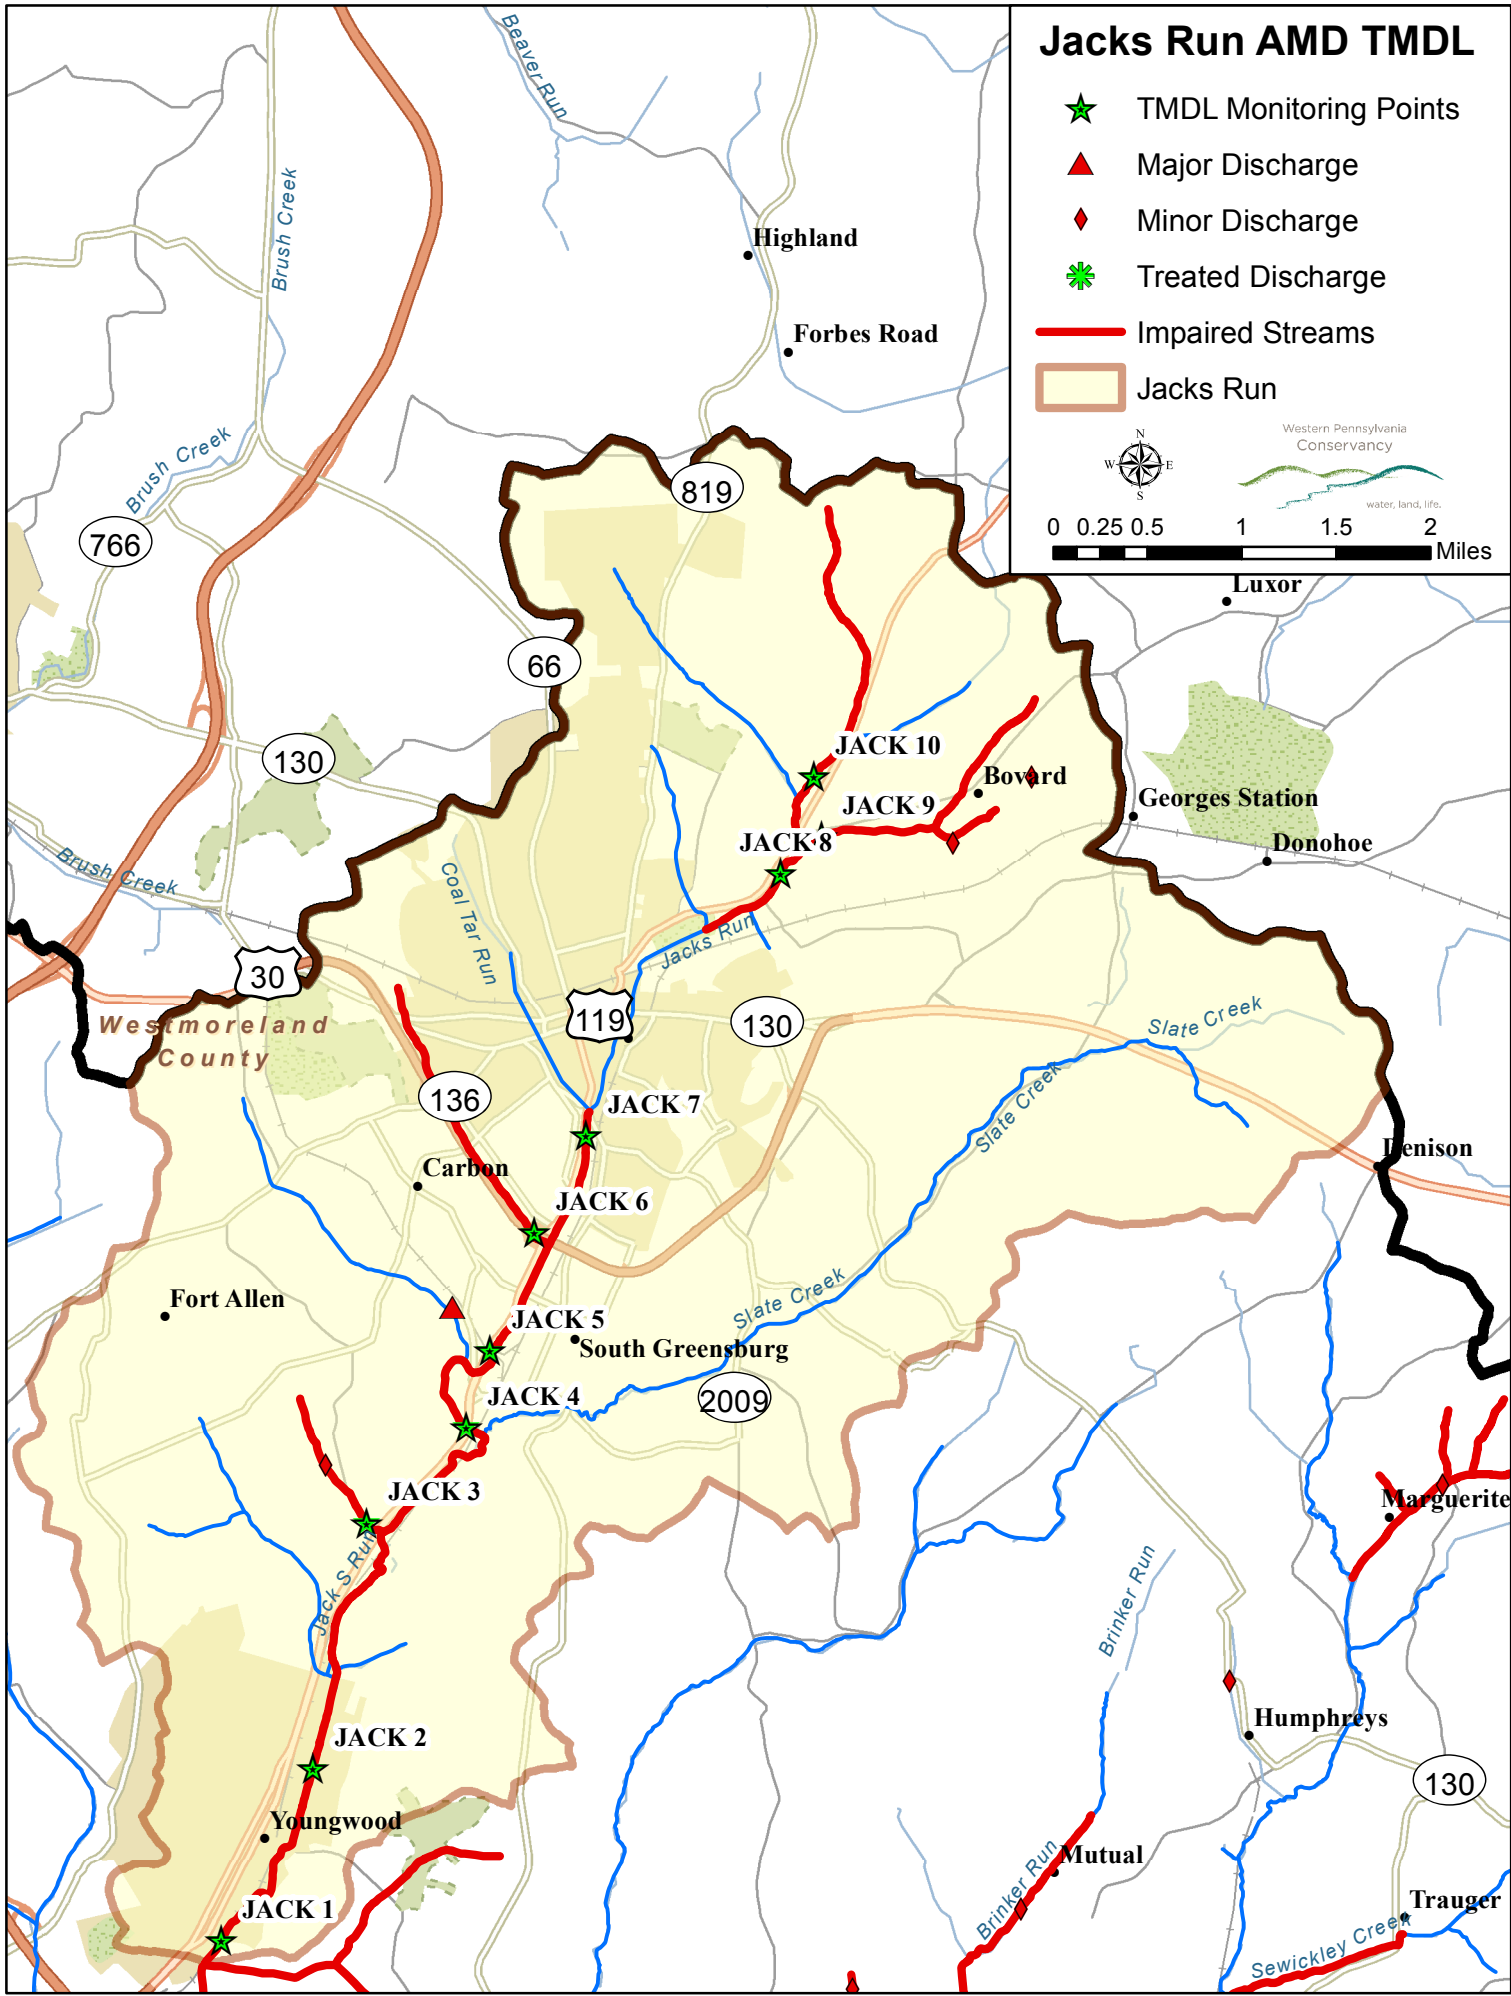 Jacks Run AMD TMDL
TMDL Monitoring Points
Major Discharge
Minor Discharge
Treated Discharge
Impaired Streams
Jacks Run
N
W
E
S
Western Pennsylvania
Conservancy
water, land, life.
0 0.25 0.5 1 1.5 2
Miles
Beaver Run
Brush Creek
Highland
Forbes Road
Brush Creek
819
766
Luxor
66
130
JACK 10
Bovard
JACK 9
Georges Station
JACK 8
Donohoe
Brush Creek
Coal Tar Run
Jacks Run
30
119
130
Slate Creek
Westmoreland
County
136
JACK 7
Slate Creek
Denison
Carbon
JACK 6
Fort Allen
Slate Creek
JACK 5
South Greensburg
JACK 4
2009
JACK 3
Marguerite
Jack S Run
Brinker Run
Humphreys
JACK 2
130
Youngwood
Mutual
Brinker Run
JACK 1
Trauger
Sewickley Creek